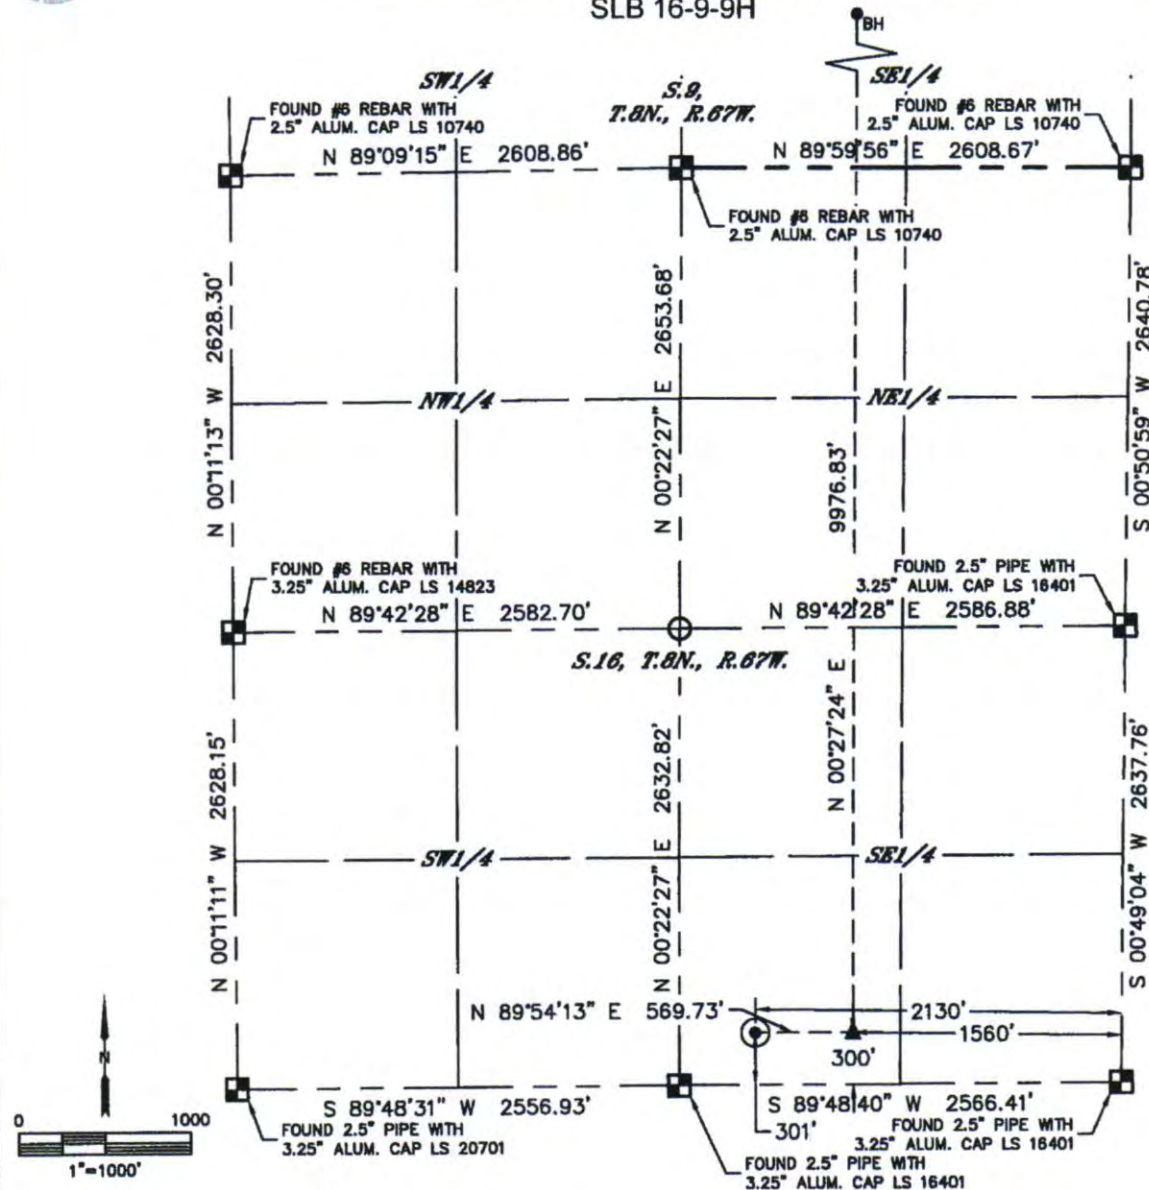 SLB 16-9-9H
BH
SW1/4
S.9,
T.8N., R.67W.
SE1/4
FOUND #6 REBAR WITH
2.5" ALUM. CAP LS 10740
FOUND #6 REBAR WITH
2.5" ALUM. CAP LS 10740
N 89°09'15" E 2608.86'
N 89°59'56" E 2608.67'
FOUND #6 REBAR WITH
2.5" ALUM. CAP LS 10740
N 00°11'13" W 2628.30'
N 00°22'27" E 2653.68'
S 00°50'59" W 2640.78'
NW1/4
NE1/4
9976.83'
FOUND #6 REBAR WITH
3.25" ALUM. CAP LS 14823
FOUND 2.5" PIPE WITH
3.25" ALUM. CAP LS 16401
N 89°42'28" E 2582.70'
N 89°42'28" E 2586.88'
S.16, T.8N., R.67W.
N 00°27'24" E
N 00°11'11" W 2628.15'
N 00°22'27" E 2632.82'
S 00°49'04" W 2637.76'
SW1/4
SE1/4
N 89°54'13" E 569.73'
2130'
1560'
300'
N
S 89°48'31" W 2556.93'
S 89°48'40" W 2566.41'
301'
FOUND 2.5" PIPE WITH
3.25" ALUM. CAP LS 20701
FOUND 2.5" PIPE WITH
3.25" ALUM. CAP LS 16401
FOUND 2.5" PIPE WITH
3.25" ALUM. CAP LS 16401
0 1000
1"=1000'